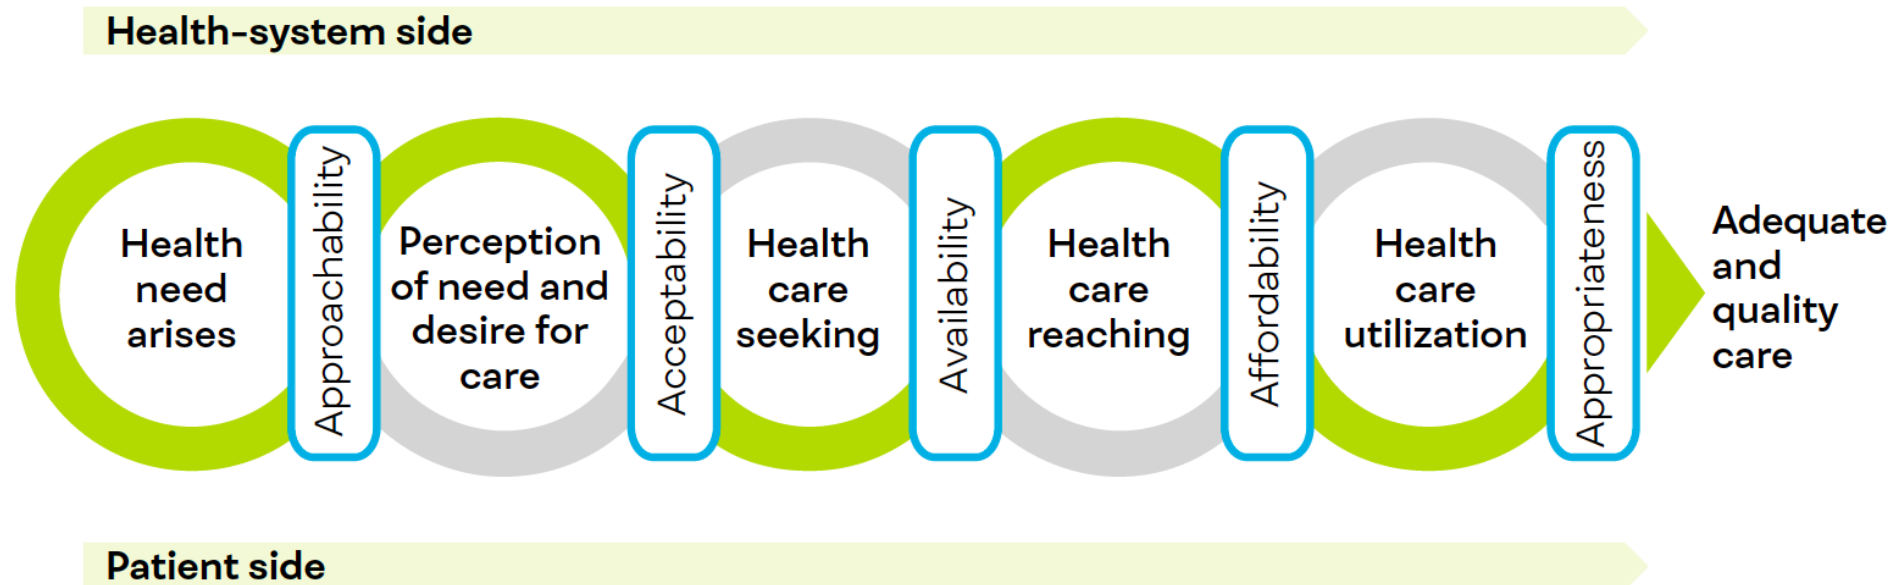 Health-system side
Health
need
arises
Approachability
Perception
of need and
desire for
care
Acceptability
Health
care
seeking
Availability
Health
care
reaching
Affordability
Health
care
utilization
Appropriateness
Adequate
and
quality
care
Patient side